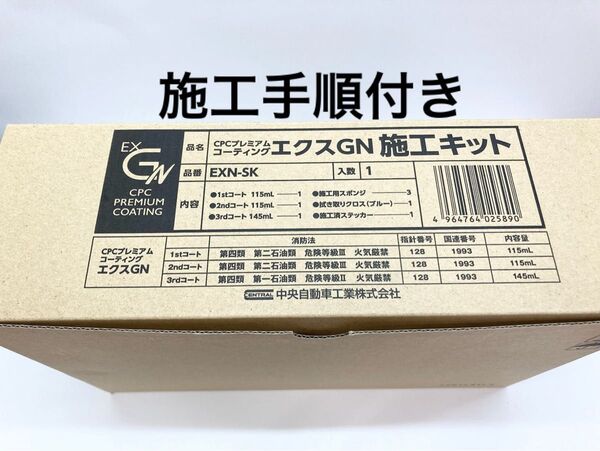 施工手順付き
EX
GN
CPC
PREMIUM
COATING
品名 CPCプレミアムコーティング エクスGN 施工キット
品番 EXN-SK 入数 1
内容
●1stコート 115mL 1 ●施工用スポンジ 3
●2ndコート 115mL 1 ●拭き取りクロス(ブルー) 1
●3rdコート 145mL 1 ●施工済ステッカー 1
4 964764 025890
CPCプレミアム
コーティング
エクスGN
消防法 指針番号 国連番号 内容量
1stコート 第四類 第二石油類 危険等級Ⅲ 火気厳禁 128 1993 115mL
2ndコート 第四類 第二石油類 危険等級Ⅲ 火気厳禁 128 1993 115mL
3rdコート 第四類 第一石油類 危険等級Ⅱ 火気厳禁 128 1993 145mL
CENTRAL 中央自動車工業株式会社